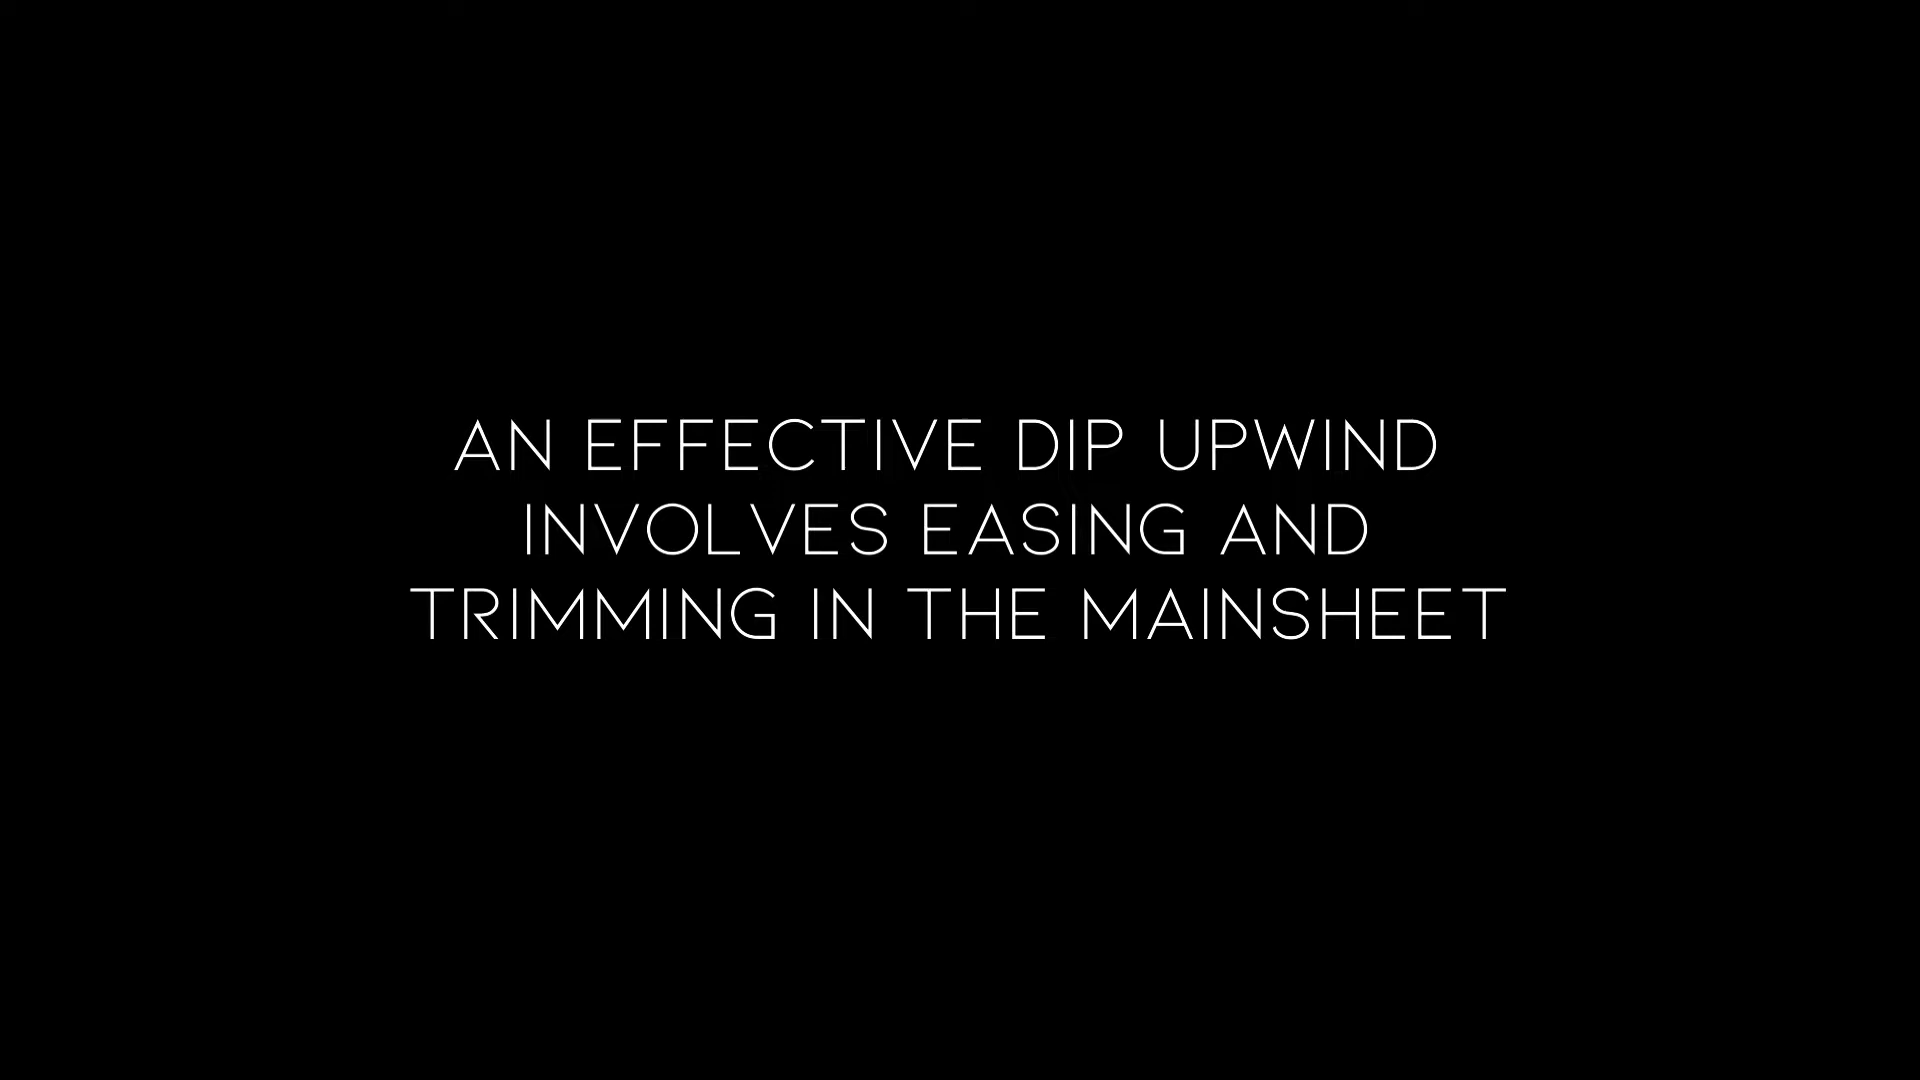 AN EFFECTIVE DIP UPWIND
INVOLVES EASING AND
TRIMMING IN THE MAINSHEET